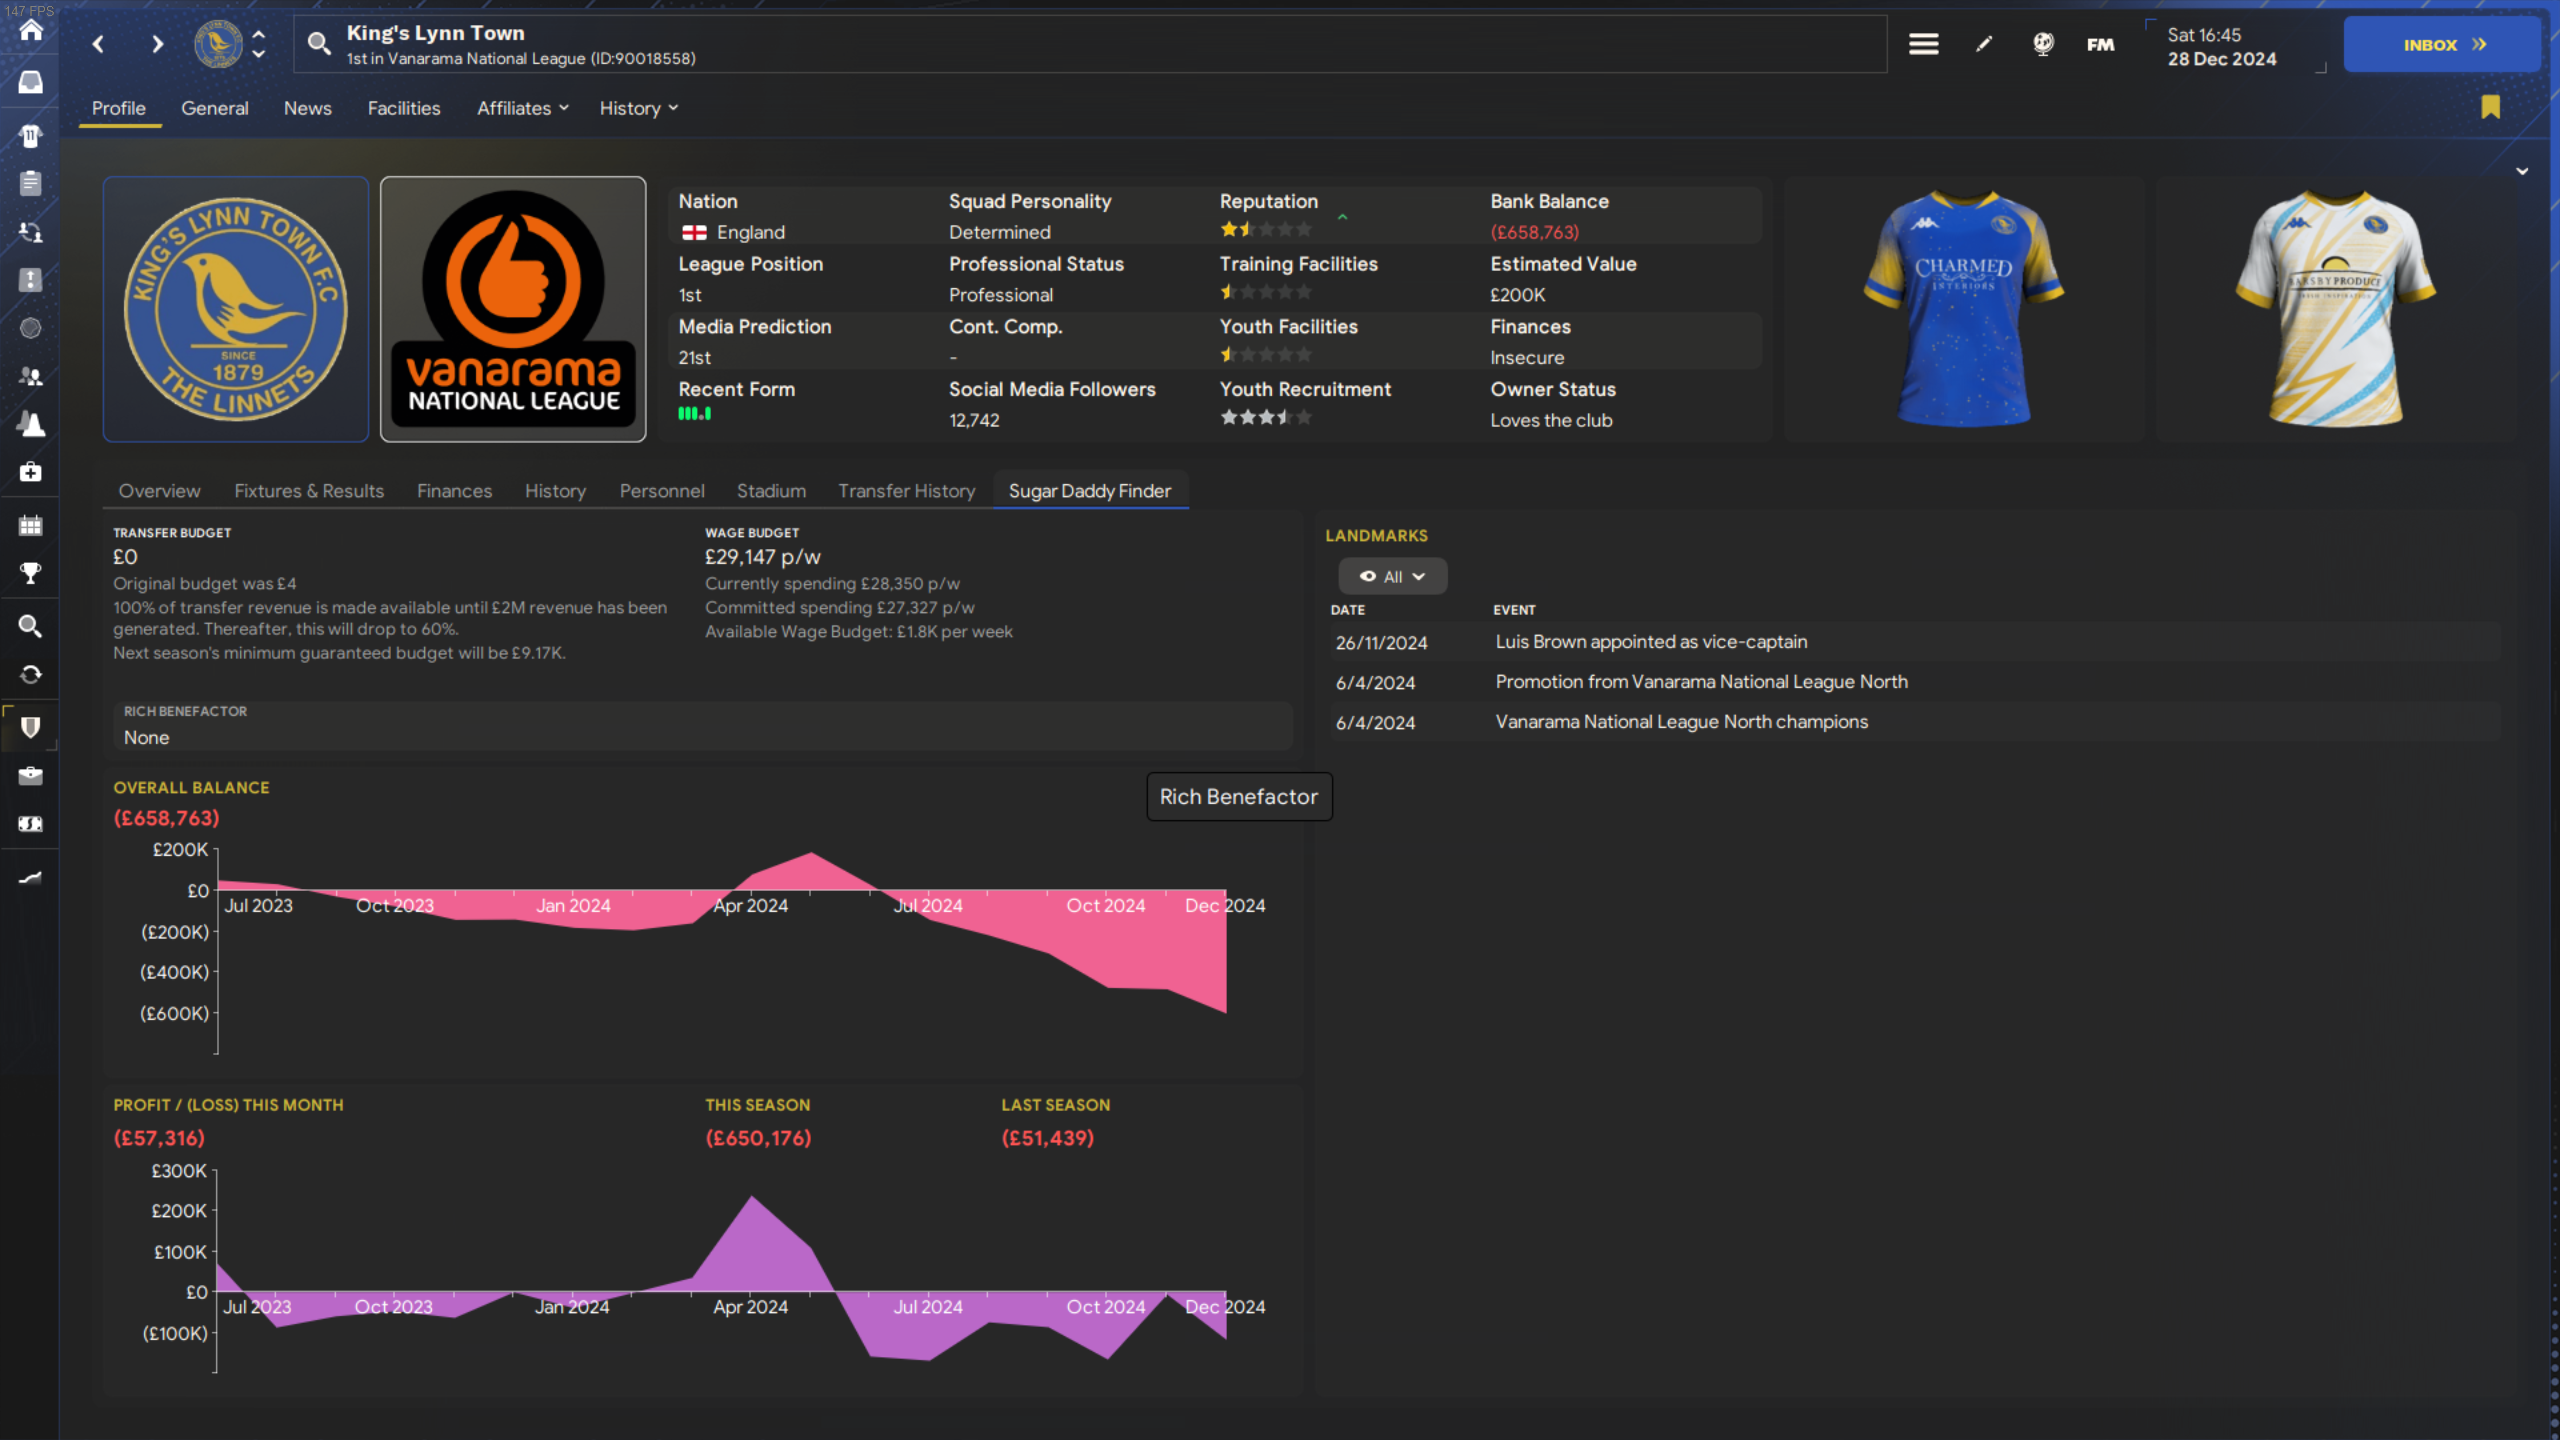 147 FPS
King's Lynn Town
1st in Vanarama National League (ID:90018558)
FM
Sat 16:45
28 Dec 2024
INBOX
Profile
General
News
Facilities
Affiliates
History
KING'S LYNN TOWN F.C
SINCE
1879
THE LINNETS
vanarama
NATIONAL LEAGUE
Nation
England
League Position
1st
Media Prediction
21st
Recent Form
Squad Personality
Determined
Professional Status
Professional
Cont. Comp.
-
Social Media Followers
12,742
Reputation
Training Facilities
Youth Facilities
Youth Recruitment
Bank Balance
(£658,763)
Estimated Value
£200K
Finances
Insecure
Owner Status
Loves the club
CHARMED
INTERIORS
Overview
Fixtures & Results
Finances
History
Personnel
Stadium
Transfer History
Sugar Daddy Finder
TRANSFER BUDGET
£0
Original budget was £4
100% of transfer revenue is made available until £2M revenue has been
generated. Thereafter, this will drop to 60%.
Next season's minimum guaranteed budget will be £9.17K.
WAGE BUDGET
£29,147 p/w
Currently spending £28,350 p/w
Committed spending £27,327 p/w
Available Wage Budget: £1.8K per week
RICH BENEFACTOR
None
LANDMARKS
All
DATE EVENT
26/11/2024 Luis Brown appointed as vice-captain
6/4/2024 Promotion from Vanarama National League North
6/4/2024 Vanarama National League North champions
Rich Benefactor
OVERALL BALANCE
(£658,763)
£200K
£0
(£200K)
(£400K)
(£600K)
Jul 2023
Oct 2023
Jan 2024
Apr 2024
Jul 2024
Oct 2024
Dec 2024
PROFIT / (LOSS) THIS MONTH
(£57,316)
THIS SEASON
(£650,176)
LAST SEASON
(£51,439)
£300K
£200K
£100K
£0
(£100K)
Jul 2023
Oct 2023
Jan 2024
Apr 2024
Jul 2024
Oct 2024
Dec 2024